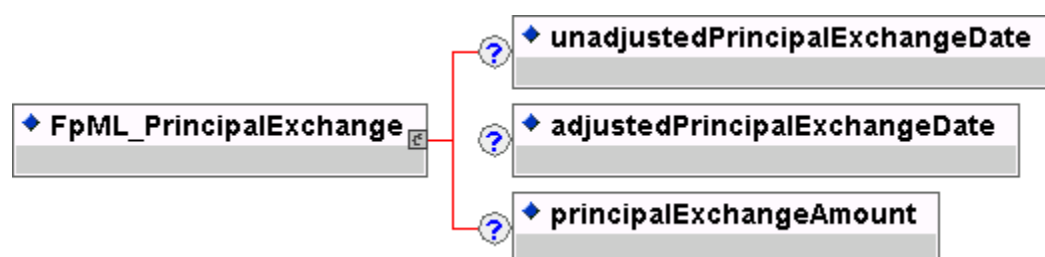 unadjustedPrincipalExchangeDate
?
FpML_PrincipalExchange
?
adjustedPrincipalExchangeDate
?
principalExchangeAmount